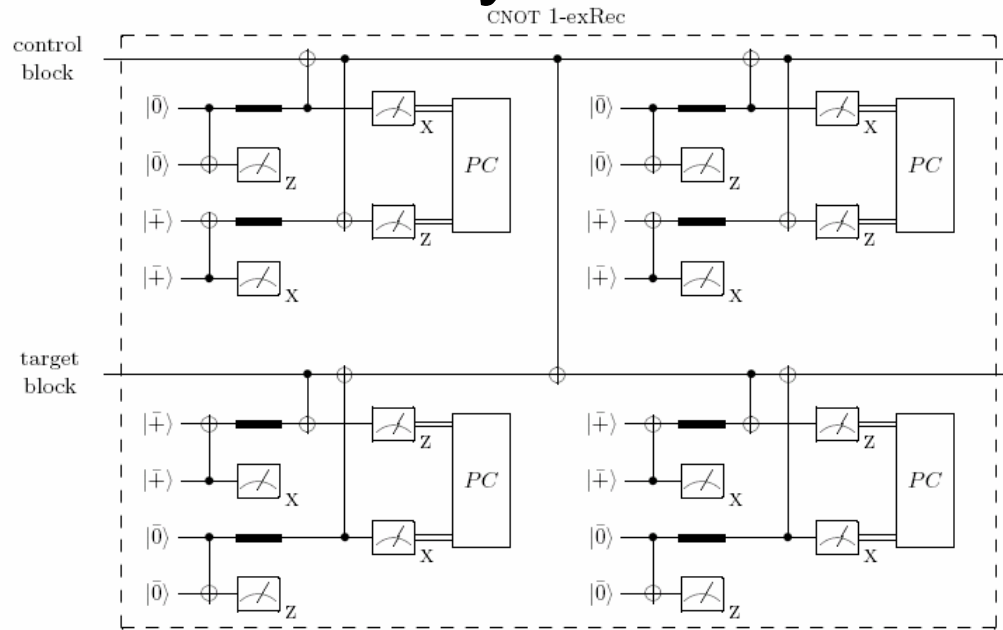 CNOT 1-exRec
control
block
|0̄⟩ X |0̄⟩ X
|0̄⟩ Z PC |0̄⟩ Z PC
|+̄⟩ Z |+̄⟩ Z
|+̄⟩ X |+̄⟩ X
target
block
|+̄⟩ Z |+̄⟩ Z
|+̄⟩ X PC |+̄⟩ X PC
|0̄⟩ X |0̄⟩ X
|0̄⟩ Z |0̄⟩ Z